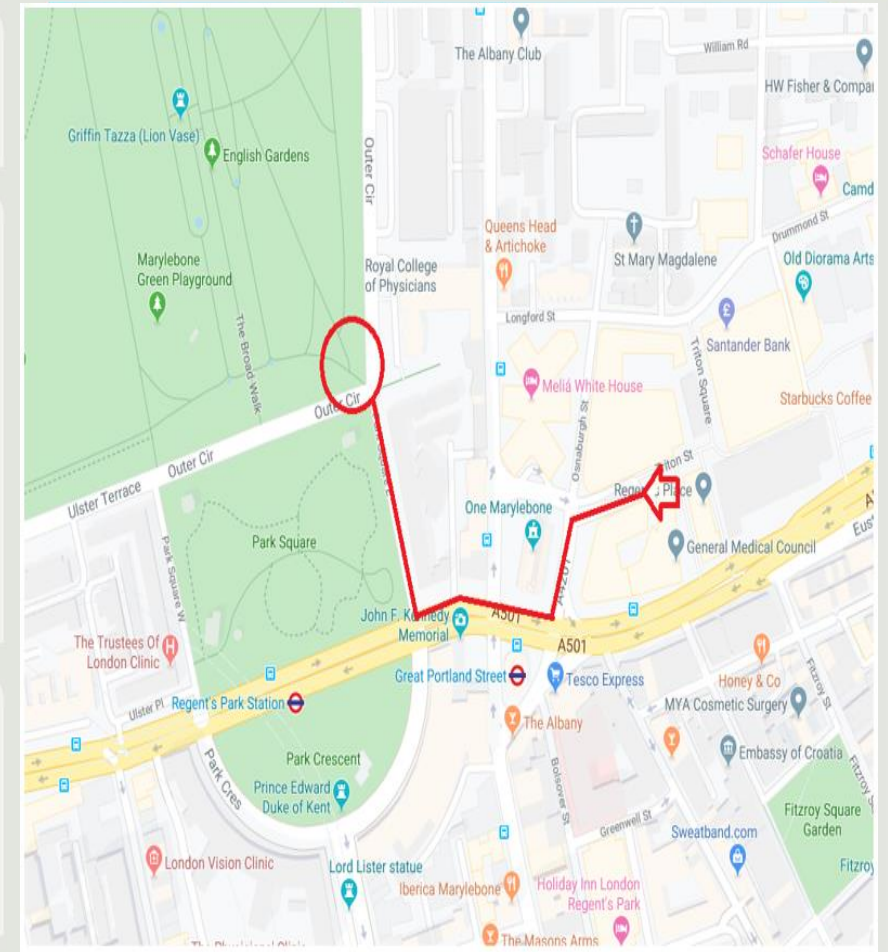 The Albany Club
William Rd
HW Fisher & Compa
Griffin Tazza (Lion Vase)
English Gardens
Outer Cir
Schafer House
Camd
Drummond St
Queens Head
& Artichoke
St Mary Magdalene
Old Diorama Arts
Marylebone
Green Playground
Royal College
of Physicians
Longford St
The Broad Walk
Santander Bank
Triton Square
Meliá White House
Starbucks Coffee
Outer Cir
Osnaburgh St
Outer Cir
Ulster Terrace
One Marylebone
General Medical Council
Park Square
Park Square W
A4201
A501
John F. Kennedy
Memorial
A501
The Trustees Of
London Clinic
Great Portland Street
Tesco Express
Honey & Co
Fitzroy St
Ulster Pl
Regent's Park Station
MYA Cosmetic Surgery
The Albany
Park Cres
Park Crescent
Embassy of Croatia
Bolsover St
Prince Edward
Duke of Kent
Fitzroy Square
Garden
Greenwell St
Sweatband.com
London Vision Clinic
Lord Lister statue
Iberica Marylebone
Holiday Inn London
Regent's Park
Fitzroy
The Masons Arms